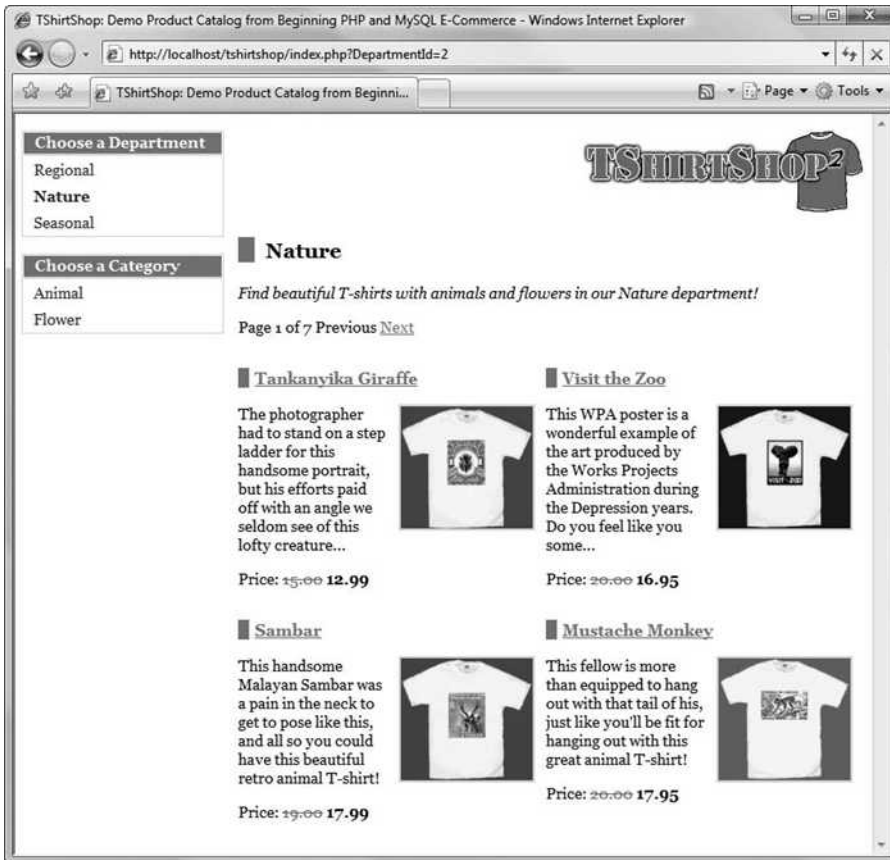 TShirtShop: Demo Product Catalog from Beginning PHP and MySQL E-Commerce - Windows Internet Explorer
http://localhost/tshirtshop/index.php?DepartmentId=2
TShirtShop: Demo Product Catalog from Beginni...
Page
Tools
Choose a Department
Regional
Nature
Seasonal
Choose a Category
Animal
Flower
TSHIRTSHOP²
Nature
Find beautiful T-shirts with animals and flowers in our Nature department!
Page 1 of 7 Previous Next
Tankanyika Giraffe
The photographer
had to stand on a step
ladder for this
handsome portrait,
but his efforts paid
off with an angle we
seldom see of this
lofty creature...
Price: 15.00 12.99
Visit the Zoo
This WPA poster is a
wonderful example of
the art produced by
the Works Projects
Administration during
the Depression years.
Do you feel like you
some...
VISIT THE ZOO
Price: 20.00 16.95
Sambar
This handsome
Malayan Sambar was
a pain in the neck to
get to pose like this,
and all so you could
have this beautiful
retro animal T-shirt!
Price: 19.00 17.99
Mustache Monkey
This fellow is more
than equipped to hang
out with that tail of his,
just like you'll be fit for
hanging out with this
great animal T-shirt!
Price: 20.00 17.95